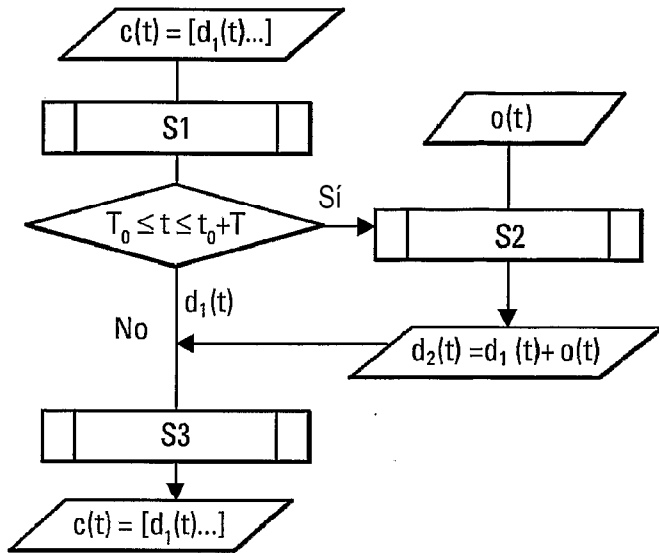 c(t) = [d₁(t)...]
S1
o(t)
T₀ ≤ t ≤ t₀+T
Sí
S2
d₁(t)
No
d₂(t) =d₁ (t)+ o(t)
S3
c(t) = [d₁(t)...]